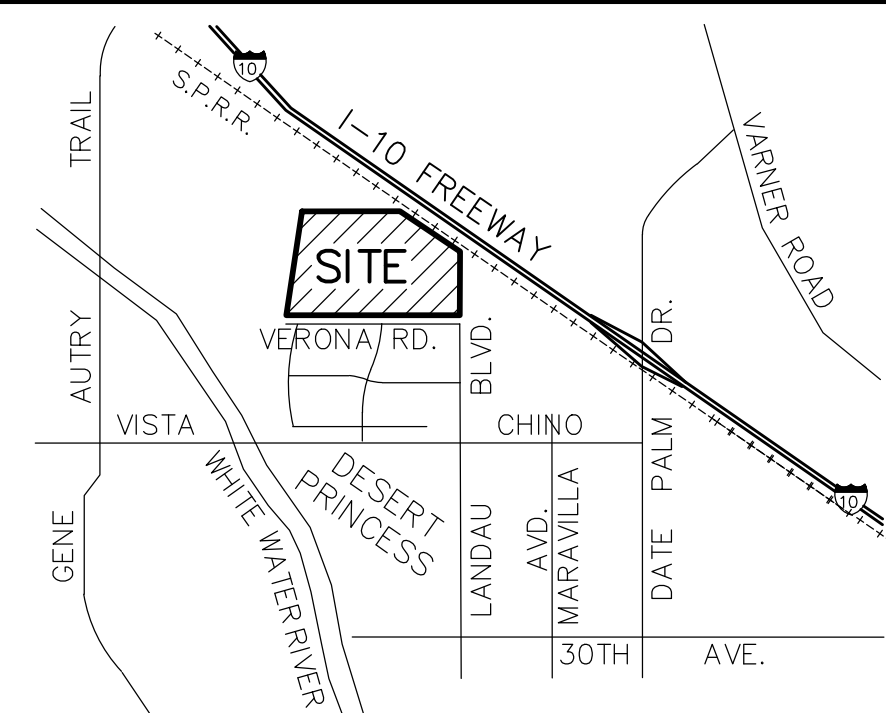 10
S.P.R.R.
I-10 FREEWAY
VARNER ROAD
GENE AUTRY TRAIL
SITE
VERONA RD.
VISTA CHINO
LANDAU BLVD.
DATE PALM DR.
WHITE WATER RIVER
DESERT
PRINCESS
AVD.
MARAVILLA
10
30TH AVE.